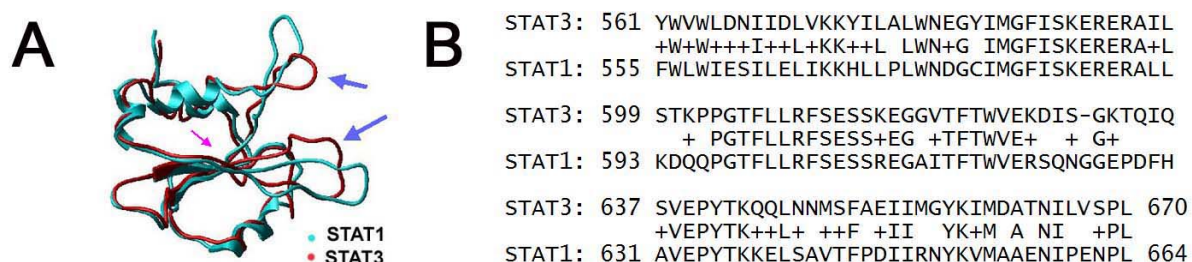 A
STAT1
STAT3
B
STAT3: 561 YWVWLDNIIDLVKKYILALWNEGYIMGFISKERERAIL
+W+W+++I++L+KK++L LWN+G IMGFISKERERA+L
STAT1: 555 FWLWIESILELIKKHLLPLWNDGCIMGFISKERERALL
STAT3: 599 STKPPGTFLLRFSESSKEGGVTFTWVEKDIS-GKTQIQ
+ PGTFLLRFSESS+EG +TFTWVE+ + G+
STAT1: 593 KDQQPGTFLLRFSESSREGAITFTWVERSQNGGEPDFH
STAT3: 637 SVEPYTKQQLNNMSFAEIIMGYKIMDATNILVSPL 670
+VEPYTK++L+ ++F +II YK+M A NI +PL
STAT1: 631 AVEPYTKKELSAVTFPDIIRNYKVMAAENIPENPL 664